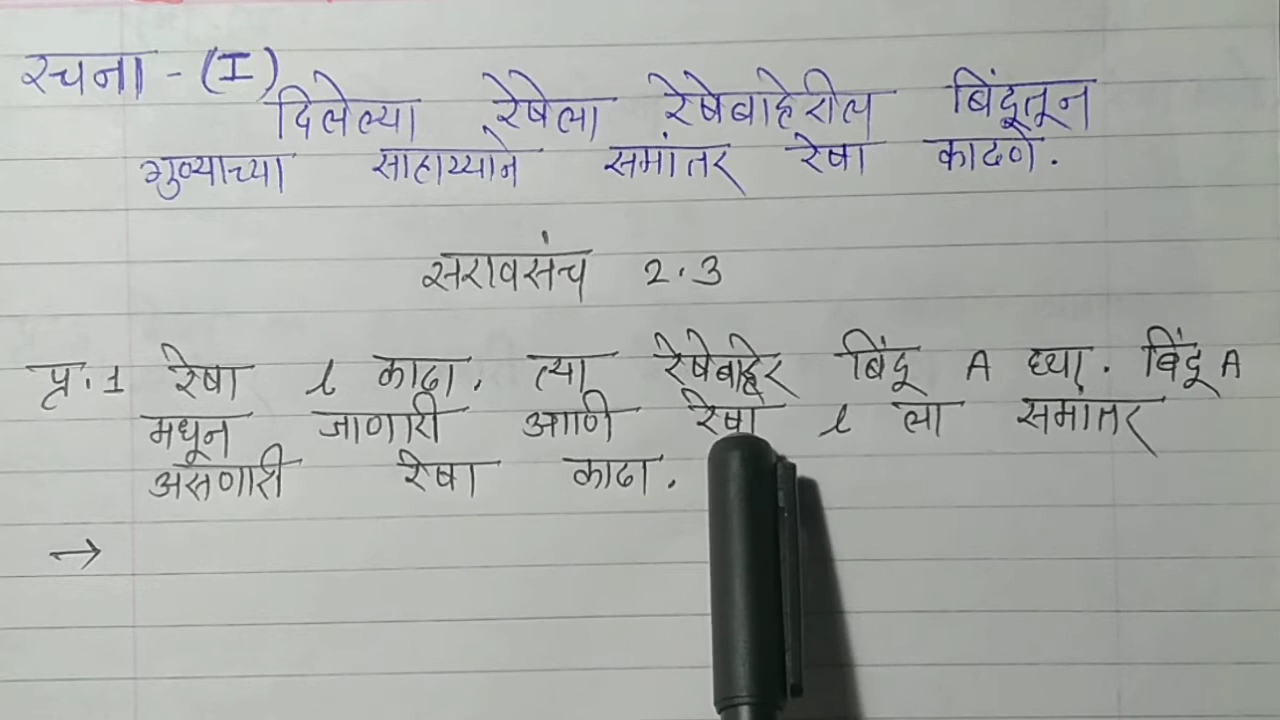 रचना - (I)
दिलेल्या रेषेला रेषेबाहेरील बिंदूतून
गुण्याच्या साहाय्याने समांतर रेषा काढणे.
सरावसंच 2.3
प्र.1 रेषा l काढा. त्या रेषेबाहेर बिंदू A घ्या. बिंदू A
मधून जाणारी आणि रेषा l ला समांतर
असणारी रेषा काढा.
→